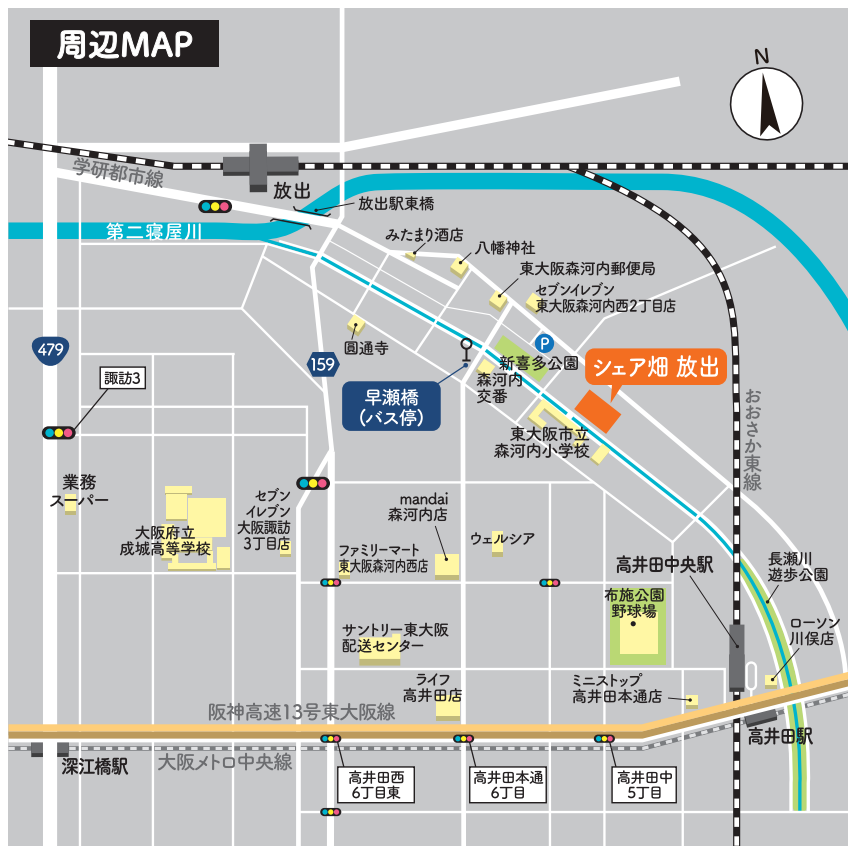 周辺MAP
N
学研都市線
放出
放出駅東橋
第二寝屋川
みたまり酒店
八幡神社
東大阪森河内郵便局
セブンイレブン
東大阪森河内西2丁目店
圓通寺
P
新喜多公園
479
159
諏訪3
早瀬橋
（バス停）
森河内
交番
シェア畑 放出
東大阪市立
森河内小学校
おおさか東線
業務
スーパー
大阪府立
成城高等学校
セブン
イレブン
大阪諏訪
3丁目店
mandai
森河内店
ファミリーマート
東大阪森河内西店
ウェルシア
高井田中央駅
長瀬川
遊歩公園
布施公園
野球場
ローソン
川俣店
サントリー東大阪
配送センター
ライフ
高井田店
ミニストップ
高井田本通店
阪神高速13号東大阪線
高井田駅
深江橋駅
大阪メトロ中央線
高井田西
6丁目東
高井田本通
6丁目
高井田中
5丁目